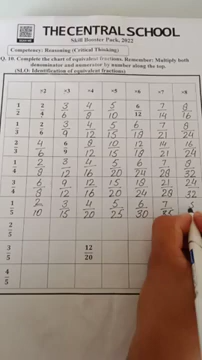 THE CENTRAL SCHOOL
Skill Booster Pack, 2022
Competency: Reasoning (Critical Thinking)
Q. 10. Complete the chart of equivalent fractions. Remember: Multiply both
denominator and numerator by number along the top.
(SLO: Identification of equivalent fractions)
×2 ×3 ×4 ×5 ×6 ×7 ×8
1/2 2/4 3/6 4/8 5/10 6/12 7/14 8/16
1/3 2/6 3/9 4/12 5/15 6/18 7/21 8/24
2/3 4/6 6/9 8/12 10/15 12/18 14/21 16/24
1/4 2/8 3/12 4/16 5/20 6/24 7/28 8/32
3/4 6/8 9/12 12/16 15/20 18/24 21/28 24/32
1/5 2/10 3/15 4/20 5/25 6/30 7/35
2/5
3/5 12/20
4/5